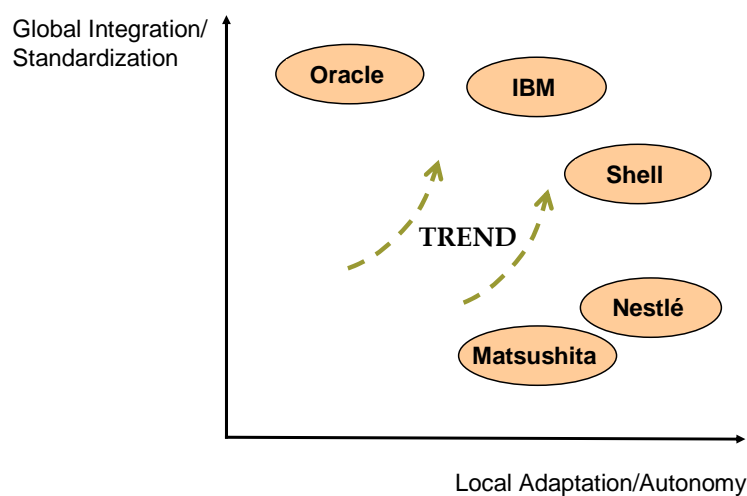 Global Integration/
Standardization
Oracle
IBM
Shell
TREND
Nestlé
Matsushita
Local Adaptation/Autonomy